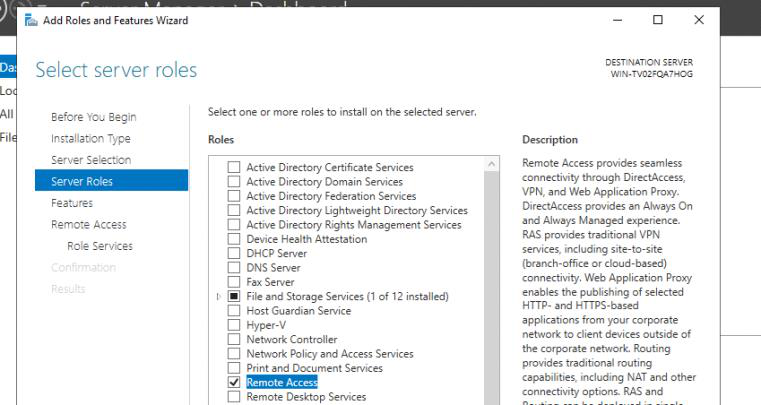 Server Manager › Dashboard
Add Roles and Features Wizard
Das
Loc
All
File
Select server roles
DESTINATION SERVER
WIN-TV02FQA7HOG
Before You Begin
Installation Type
Server Selection
Server Roles
Features
Remote Access
Role Services
Confirmation
Results
Select one or more roles to install on the selected server.
Roles
Active Directory Certificate Services
Active Directory Domain Services
Active Directory Federation Services
Active Directory Lightweight Directory Services
Active Directory Rights Management Services
Device Health Attestation
DHCP Server
DNS Server
Fax Server
File and Storage Services (1 of 12 installed)
Host Guardian Service
Hyper-V
Network Controller
Network Policy and Access Services
Print and Document Services
Remote Access
Remote Desktop Services
Description
Remote Access provides seamless
connectivity through DirectAccess,
VPN, and Web Application Proxy.
DirectAccess provides an Always On
and Always Managed experience.
RAS provides traditional VPN
services, including site-to-site
(branch-office or cloud-based)
connectivity. Web Application Proxy
enables the publishing of selected
HTTP- and HTTPS-based
applications from your corporate
network to client devices outside of
the corporate network. Routing
provides traditional routing
capabilities, including NAT and other
connectivity options. RAS and
Routing can be deployed in single